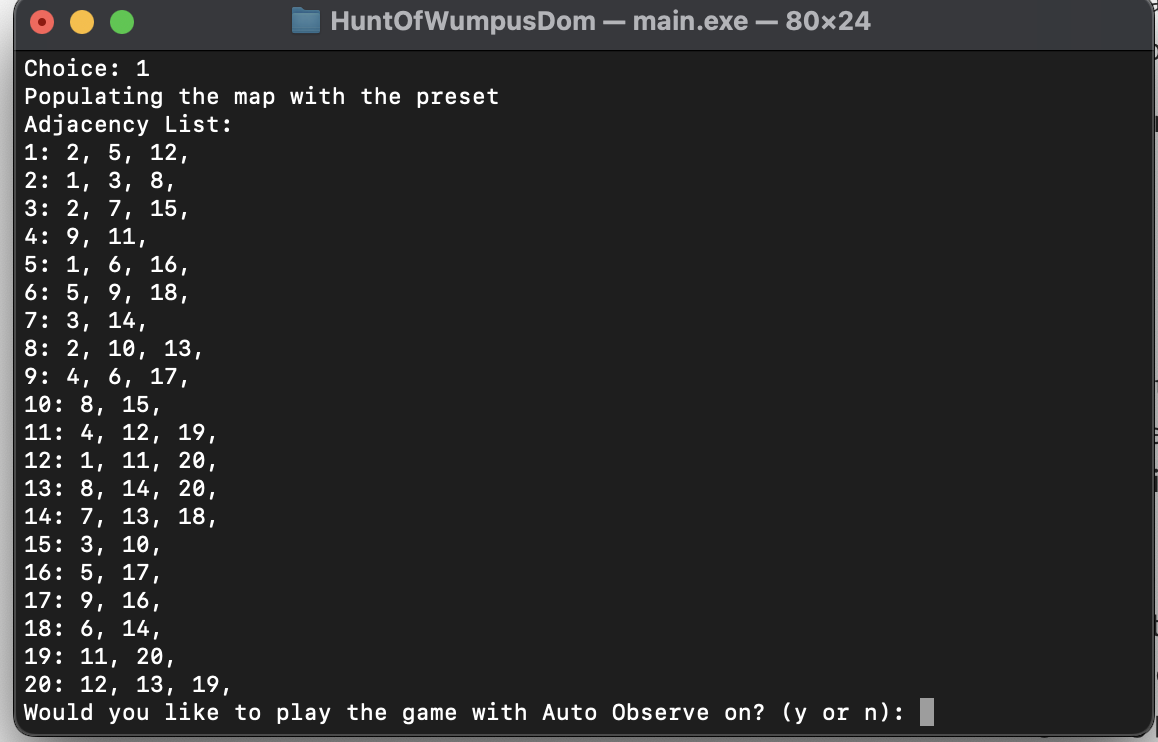 HuntOfWumpusDom — main.exe — 80×24
Choice: 1
Populating the map with the preset
Adjacency List:
1: 2, 5, 12,
2: 1, 3, 8,
3: 2, 7, 15,
4: 9, 11,
5: 1, 6, 16,
6: 5, 9, 18,
7: 3, 14,
8: 2, 10, 13,
9: 4, 6, 17,
10: 8, 15,
11: 4, 12, 19,
12: 1, 11, 20,
13: 8, 14, 20,
14: 7, 13, 18,
15: 3, 10,
16: 5, 17,
17: 9, 16,
18: 6, 14,
19: 11, 20,
20: 12, 13, 19,
Would you like to play the game with Auto Observe on? (y or n):